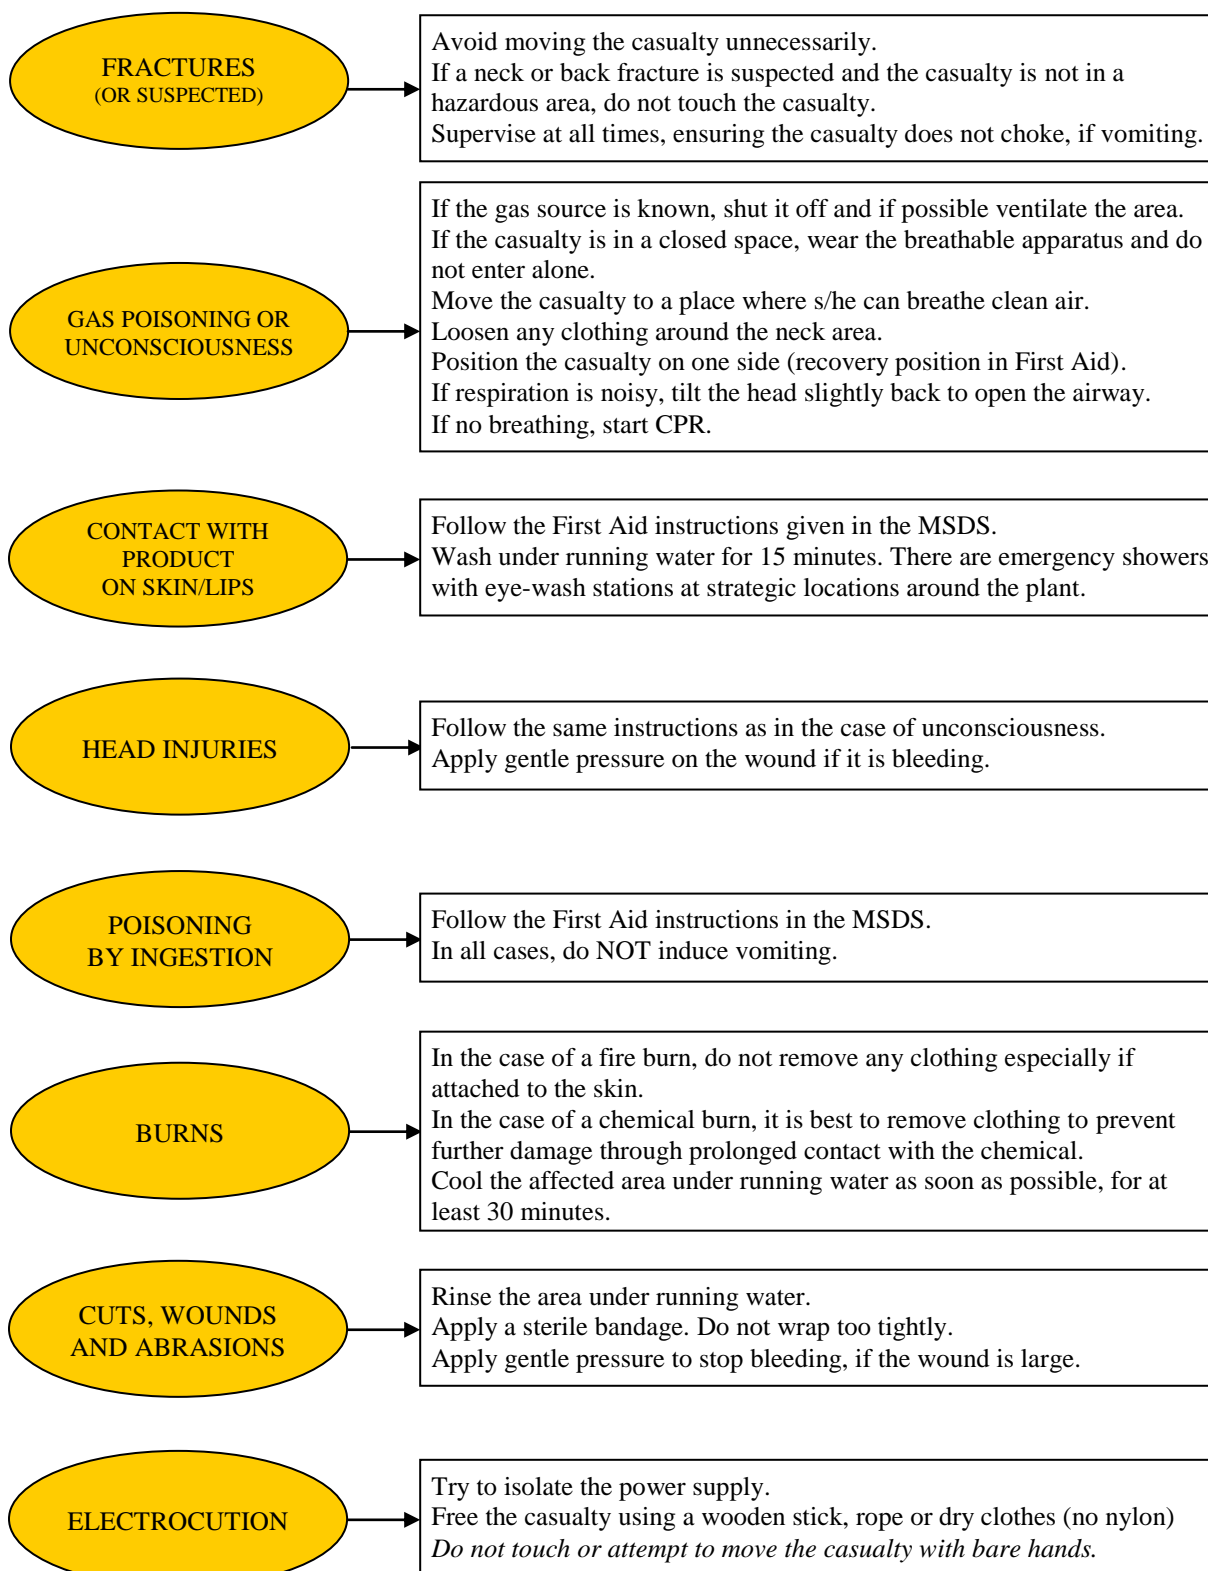 FRACTURES
(OR SUSPECTED)
Avoid moving the casualty unnecessarily.
If a neck or back fracture is suspected and the casualty is not in a
hazardous area, do not touch the casualty.
Supervise at all times, ensuring the casualty does not choke, if vomiting.
GAS POISONING OR
UNCONSCIOUSNESS
If the gas source is known, shut it off and if possible ventilate the area.
If the casualty is in a closed space, wear the breathable apparatus and do
not enter alone.
Move the casualty to a place where s/he can breathe clean air.
Loosen any clothing around the neck area.
Position the casualty on one side (recovery position in First Aid).
If respiration is noisy, tilt the head slightly back to open the airway.
If no breathing, start CPR.
CONTACT WITH
PRODUCT
ON SKIN/LIPS
Follow the First Aid instructions given in the MSDS.
Wash under running water for 15 minutes. There are emergency showers
with eye-wash stations at strategic locations around the plant.
HEAD INJURIES
Follow the same instructions as in the case of unconsciousness.
Apply gentle pressure on the wound if it is bleeding.
POISONING
BY INGESTION
Follow the First Aid instructions in the MSDS.
In all cases, do NOT induce vomiting.
BURNS
In the case of a fire burn, do not remove any clothing especially if
attached to the skin.
In the case of a chemical burn, it is best to remove clothing to prevent
further damage through prolonged contact with the chemical.
Cool the affected area under running water as soon as possible, for at
least 30 minutes.
CUTS, WOUNDS
AND ABRASIONS
Rinse the area under running water.
Apply a sterile bandage. Do not wrap too tightly.
Apply gentle pressure to stop bleeding, if the wound is large.
ELECTROCUTION
Try to isolate the power supply.
Free the casualty using a wooden stick, rope or dry clothes (no nylon)
Do not touch or attempt to move the casualty with bare hands.